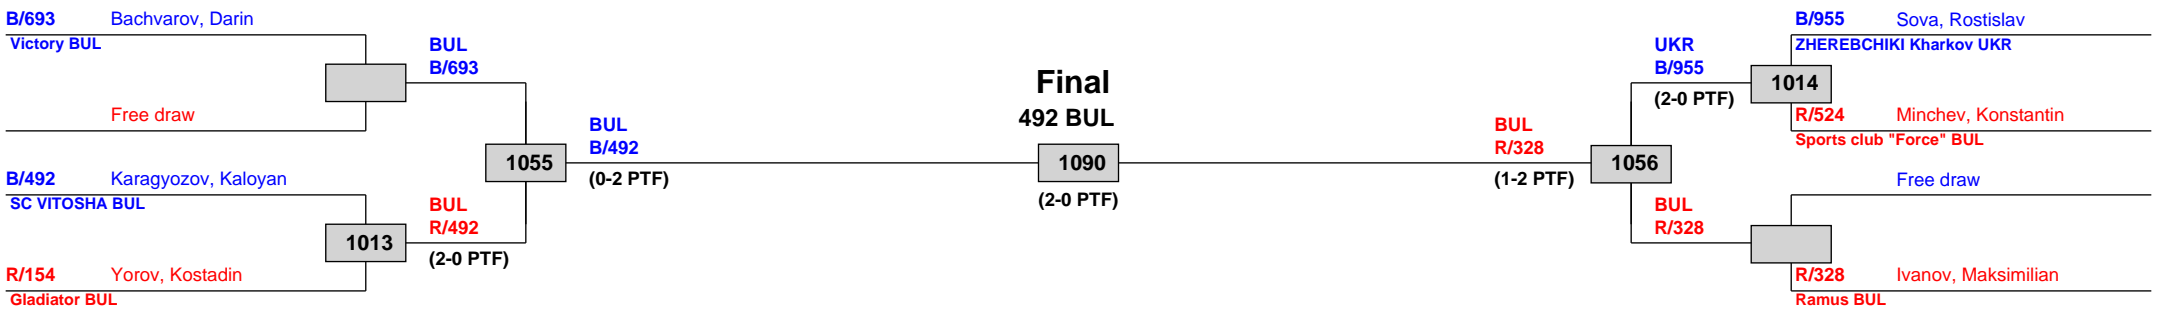 B/693 Bachvarov, Darin
Victory BUL
BUL
B/693
Free draw
B/492 Karagyozov, Kaloyan
SC VITOSHA BUL
1013
BUL
R/492
(2-0 PTF)
R/154 Yorov, Kostadin
Gladiator BUL
1055
BUL
B/492
(0-2 PTF)
Final
492 BUL
1090
(2-0 PTF)
BUL
R/328
(1-2 PTF)
1056
UKR
B/955
(2-0 PTF)
1014
B/955 Sova, Rostislav
ZHEREBCHIKI Kharkov UKR
R/524 Minchev, Konstantin
Sports club "Force" BUL
Free draw
BUL
R/328
R/328 Ivanov, Maksimilian
Ramus BUL